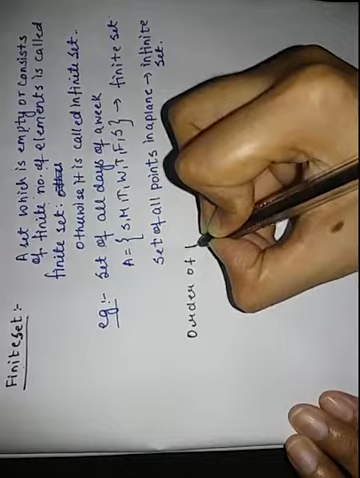 Finite set:-
A set which is empty or consists
of finite no: of elements is called
finite set:
otherwise it is called infinite set.
eg:- Set of all days of a week
A = { S, M, T, W, T, F, S } → finite set
set of all points in a plane → infinite
set.
Order of